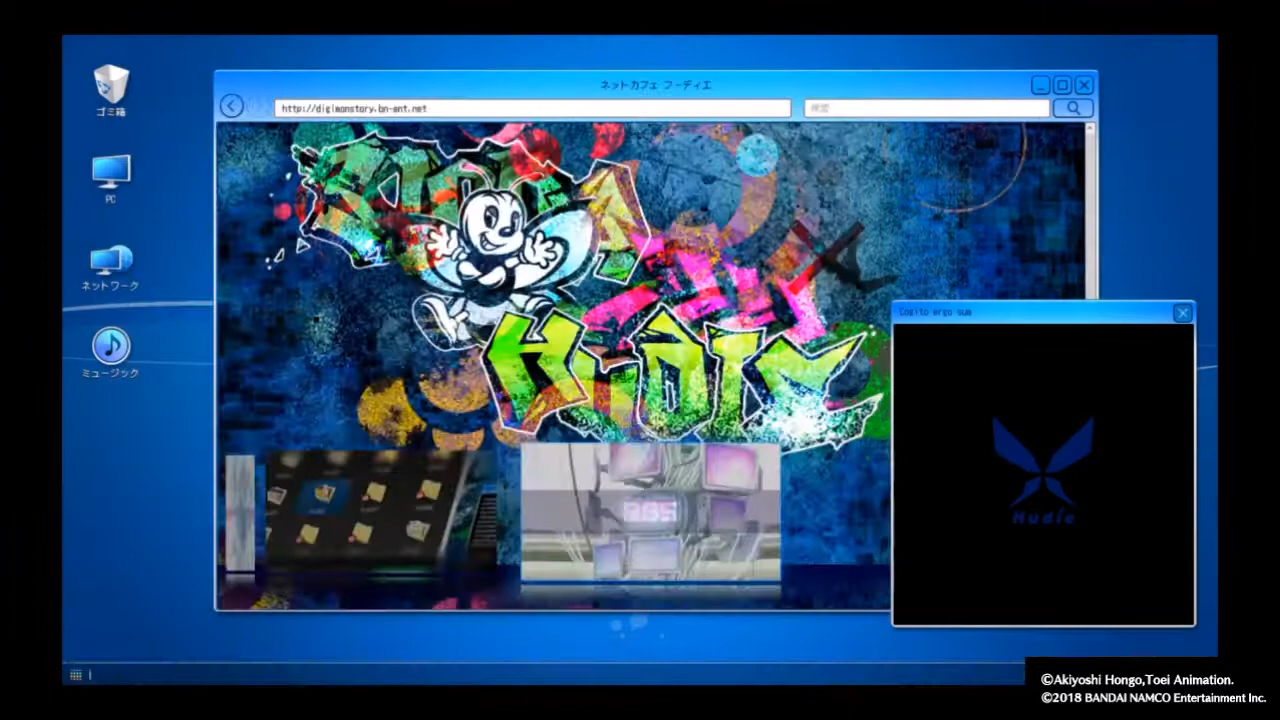 ネットカフェ フーディエ
http://digimonstory.bn-ent.net
検索
ゴミ箱
PC
ネットワーク
ミュージック
Cogito ergo sum
Hudie
Hudie
©Akiyoshi Hongo,Toei Animation.
©2018 BANDAI NAMCO Entertainment Inc.